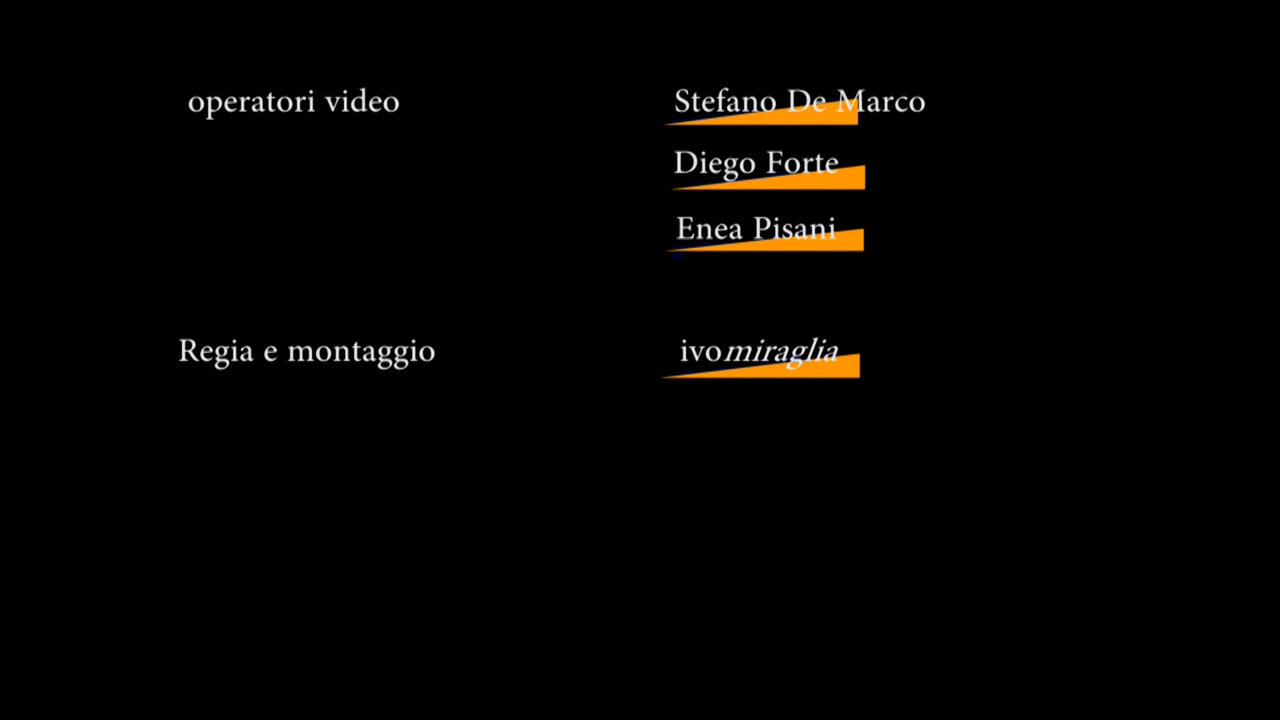 operatori video Stefano De Marco
Diego Forte
Enea Pisani
Regia e montaggio ivomiraglia